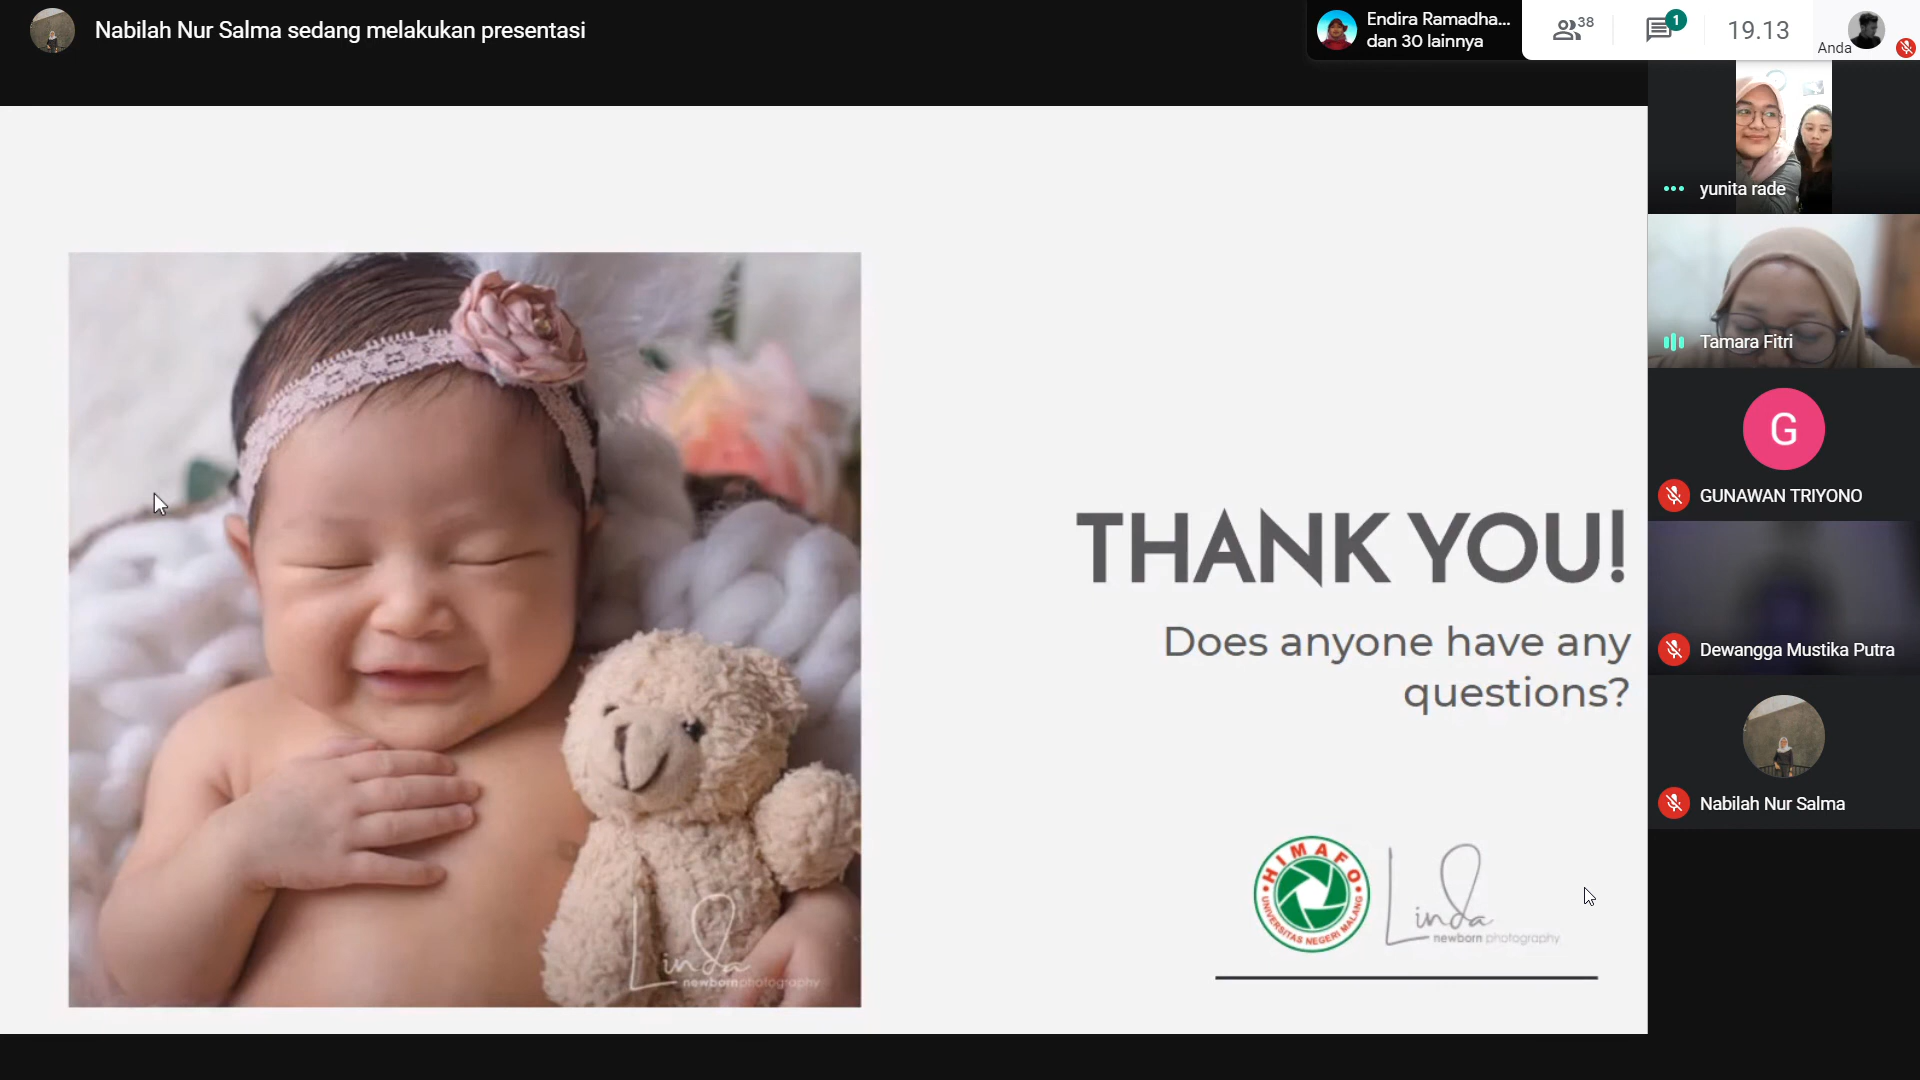 Nabilah Nur Salma sedang melakukan presentasi
Endira Ramadha...
dan 30 lainnya
38
1
19.13
Anda
yunita rade
Tamara Fitri
G
GUNAWAN TRIYONO
Dewangga Mustika Putra
Nabilah Nur Salma
THANK YOU!
Does anyone have any
questions?
HIMAFO
UNIVERSITAS NEGERI MALANG
Linda
newborn photography
Linda
newborn photography